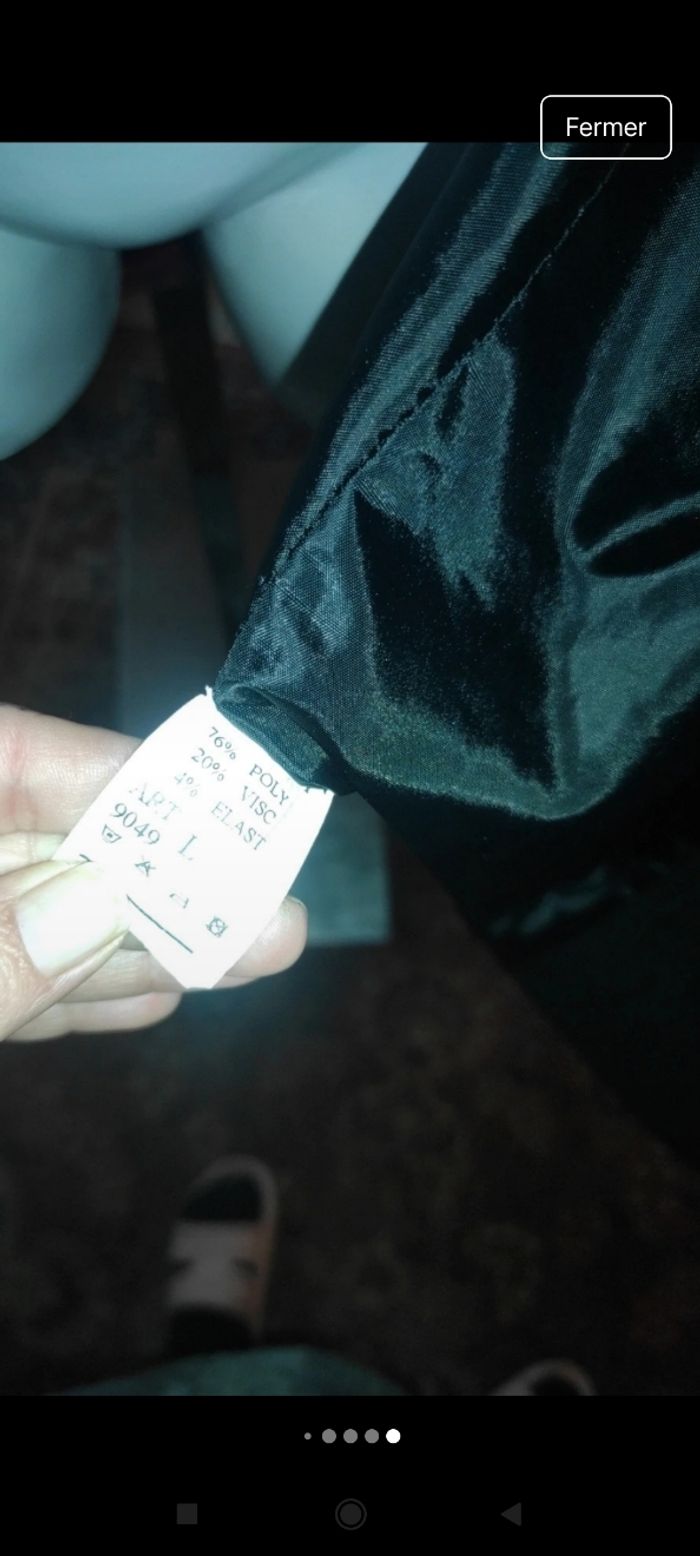 Fermer
76% POLY
20% VISC
4% ELAST
ART L
9049